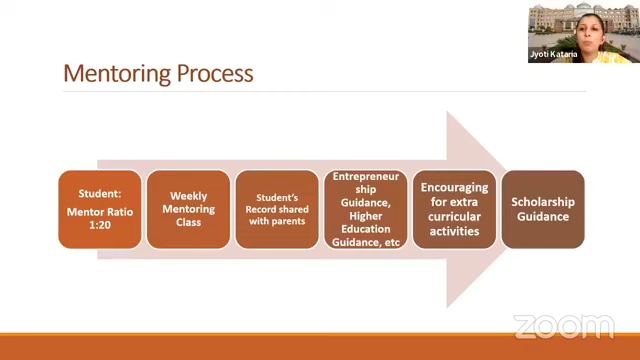 Jyoti Kataria
Mentoring Process
Student:
Mentor Ratio
1:20
Weekly
Mentoring
Class
Student's
Record shared
with parents
Entrepreneur
ship
Guidance,
Higher
Education
Guidance, etc
Encouraging
for extra
curricular
activities
Scholarship
Guidance
zoom